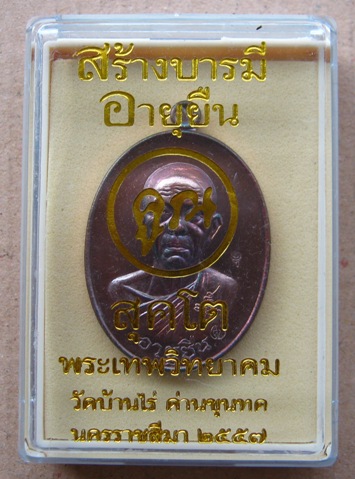 สร้างบารมี
อายุยืน
คูณ
สุคโต
พระเทพวิทยาคม
วัดบ้านไร่ ด่านขุนทด
นครราชสีมา ๒๕๕๗